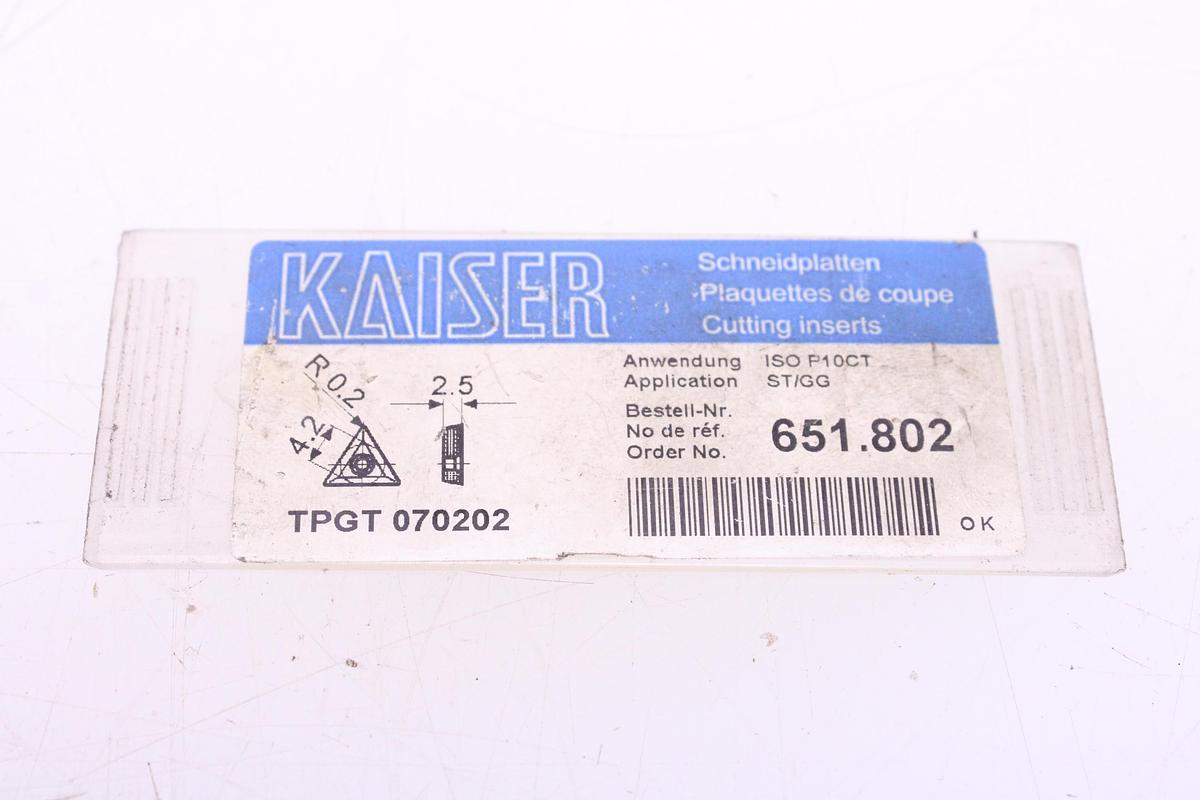 KAISER
Schneidplatten
Plaquettes de coupe
Cutting inserts
R 0.2
4.2
2.5
TPGT 070202
Anwendung ISO P10CT
Application ST/GG
Bestell-Nr.
No de réf.
Order No.
651.802
OK